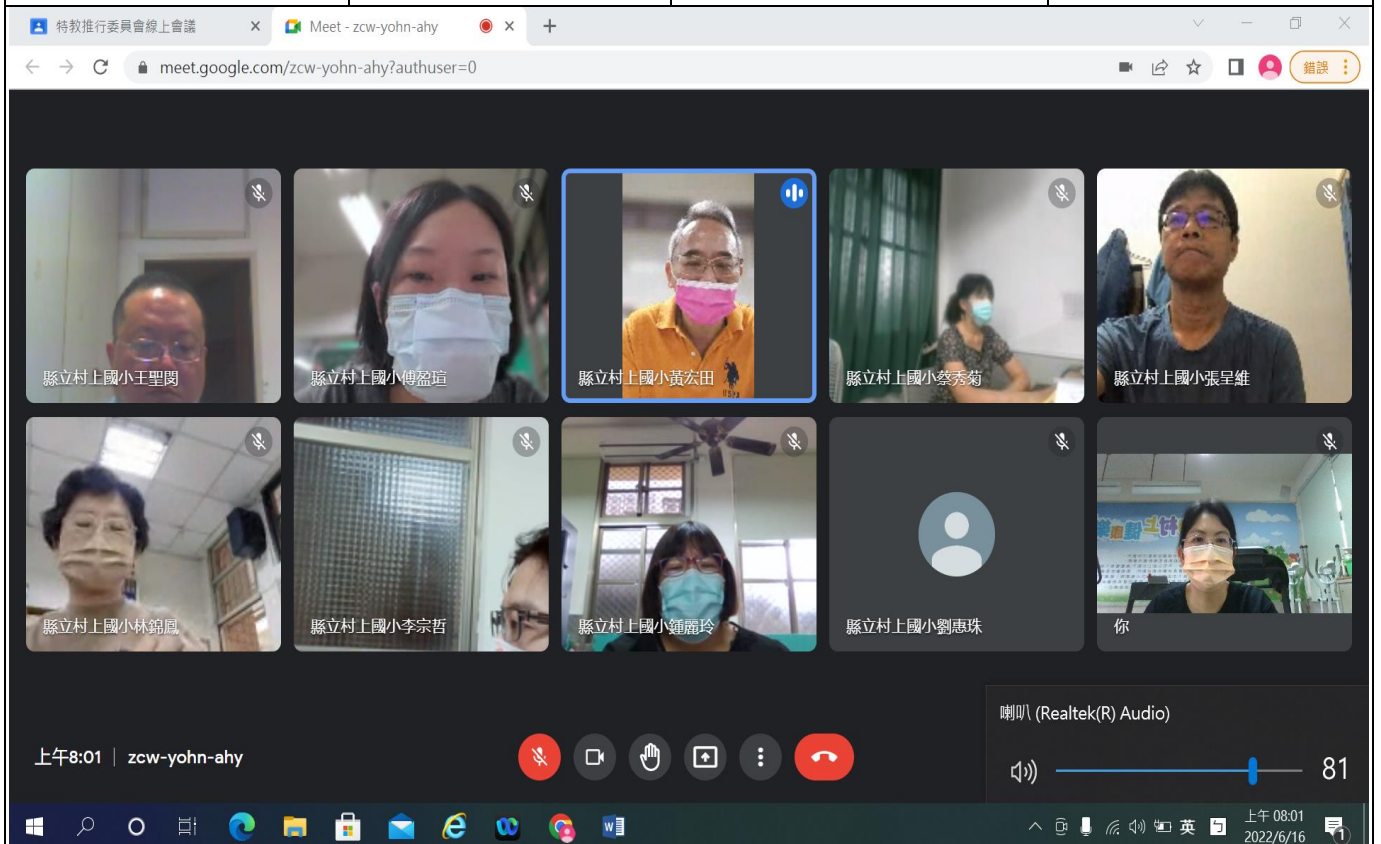 特教推行委員會線上會議
Meet - zcw-yohn-ahy
meet.google.com/zcw-yohn-ahy?authuser=0
錯誤
縣立村上國小王聖閔
縣立村上國小傅盈瑄
縣立村上國小黃宏田
縣立村上國小蔡秀菊
縣立村上國小張呈維
縣立村上國小林錦鳳
縣立村上國小李宗哲
縣立村上國小鍾麗玲
縣立村上國小劉惠珠
你
喇叭 (Realtek(R) Audio)
81
上午8:01 | zcw-yohn-ahy
英
上午 08:01
2022/6/16
1